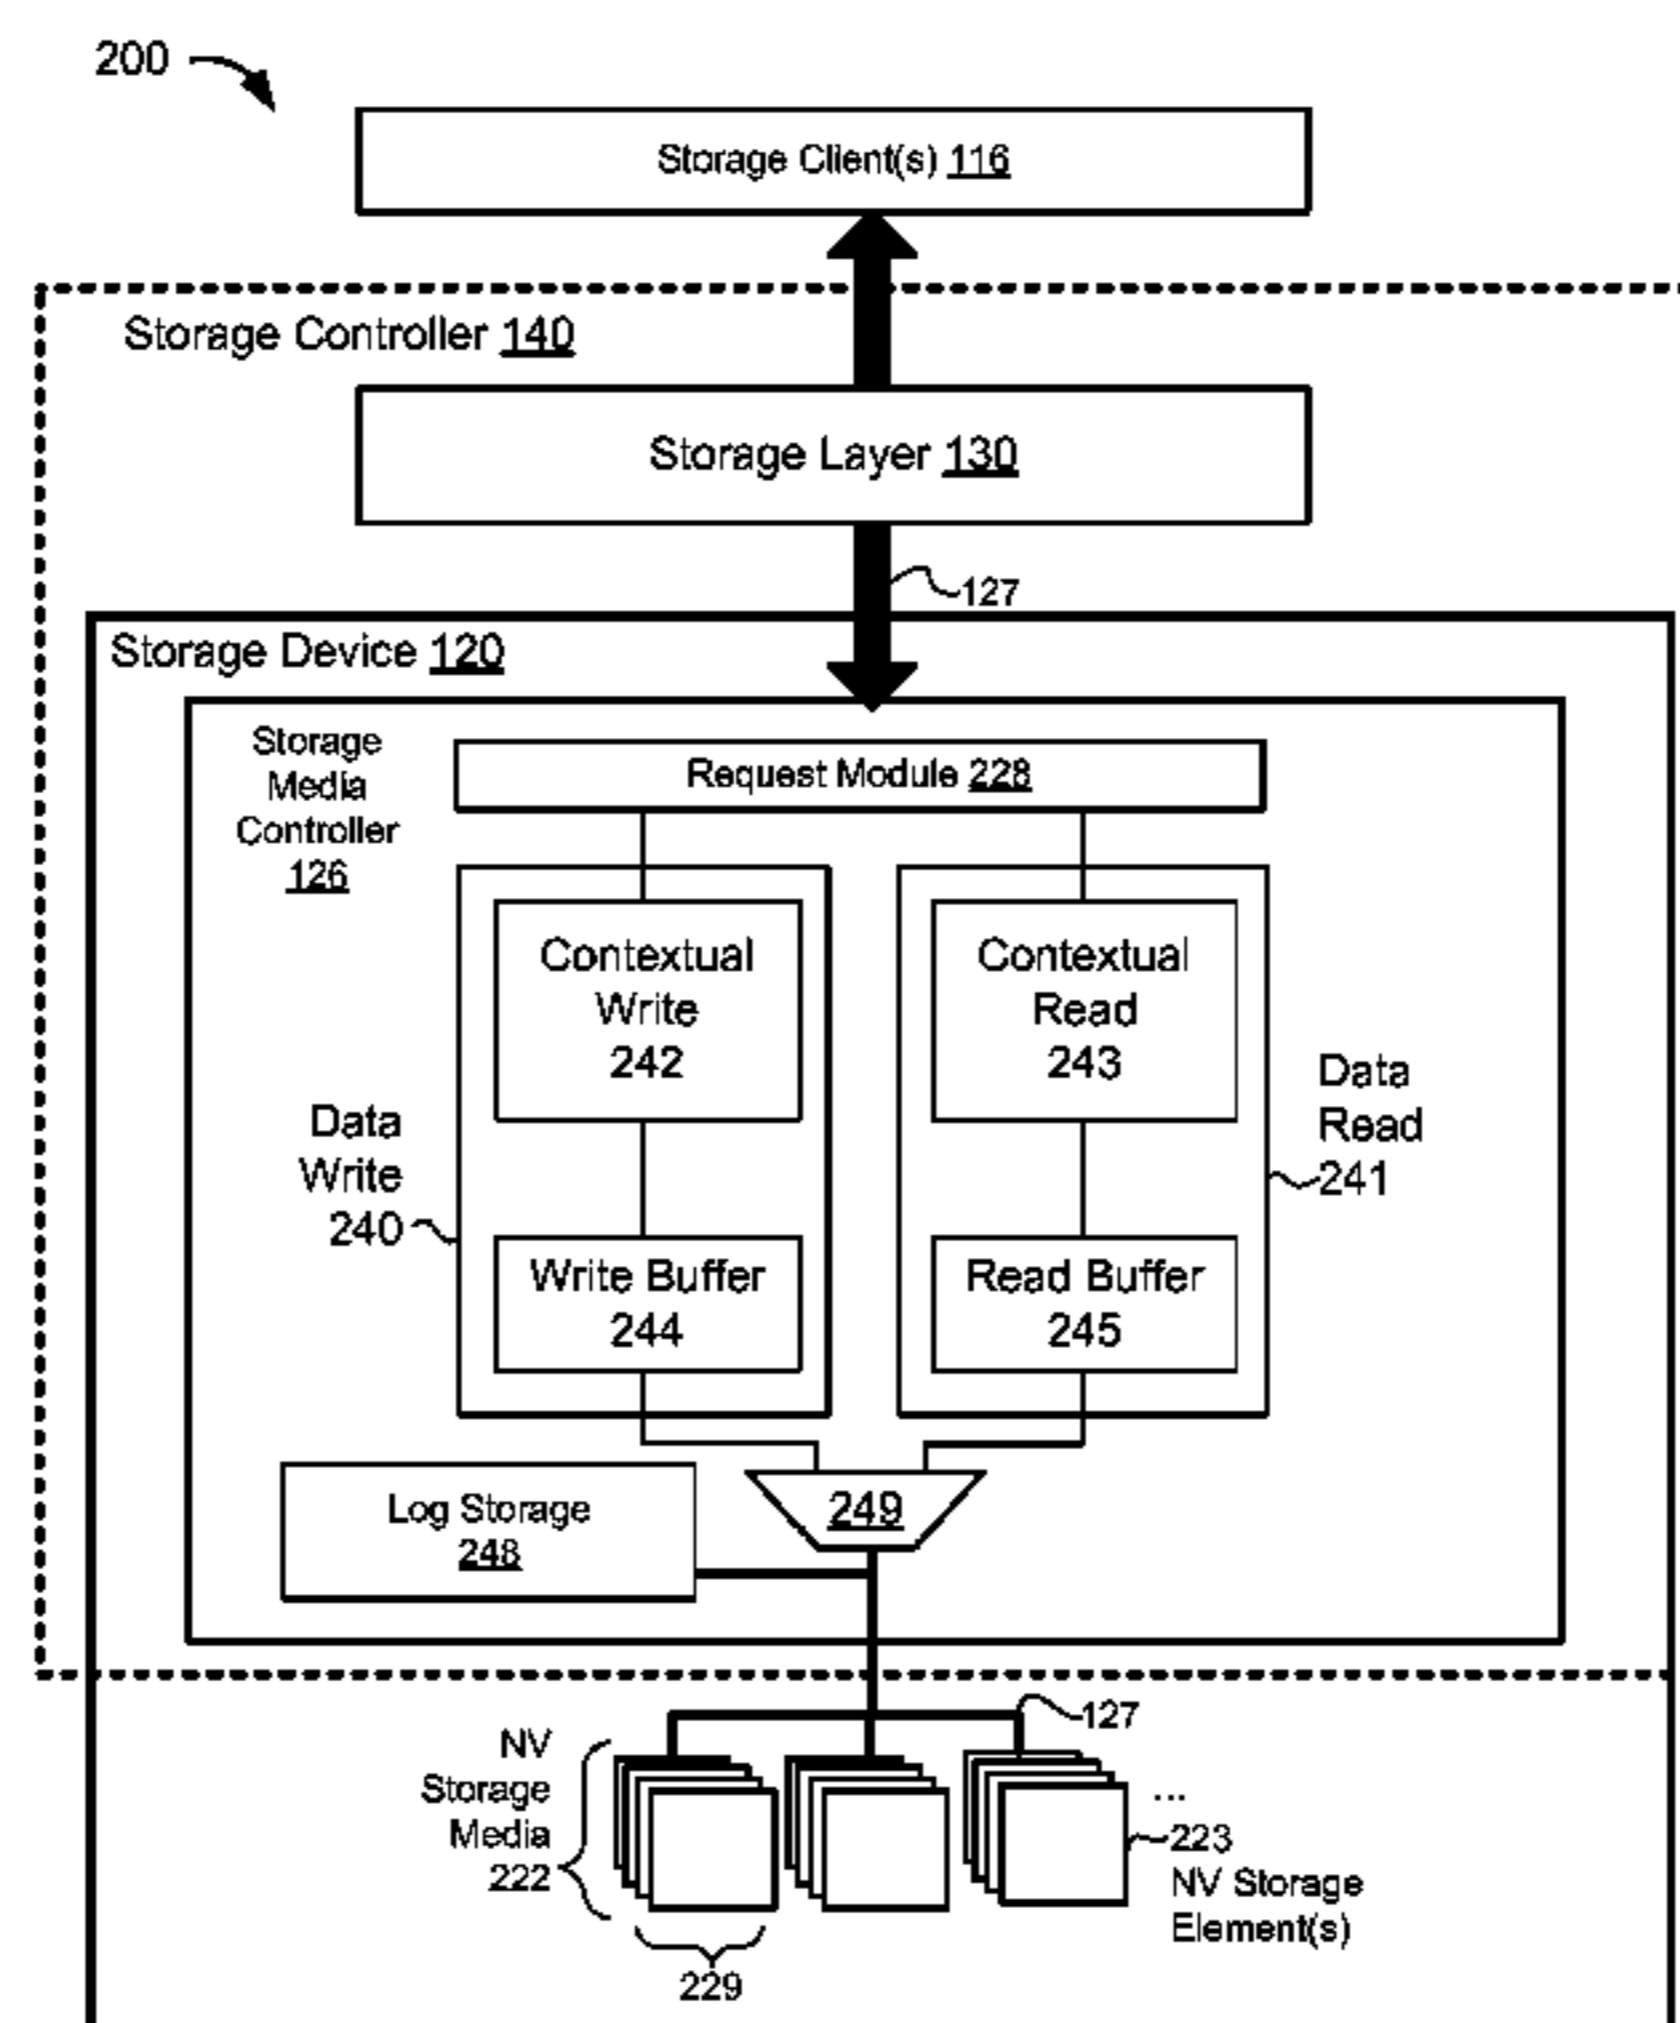 200
Storage Client(s) 116
Storage Controller 140
Storage Layer 130
127
Storage Device 120
Storage
Media
Controller
126
Request Module 228
Contextual
Write
242
Contextual
Read
243
Data
Write
240
Data
Read
241
Write Buffer
244
Read Buffer
245
Log Storage
248
249
127
NV
Storage
Media
222
...
223
NV Storage
Element(s)
229